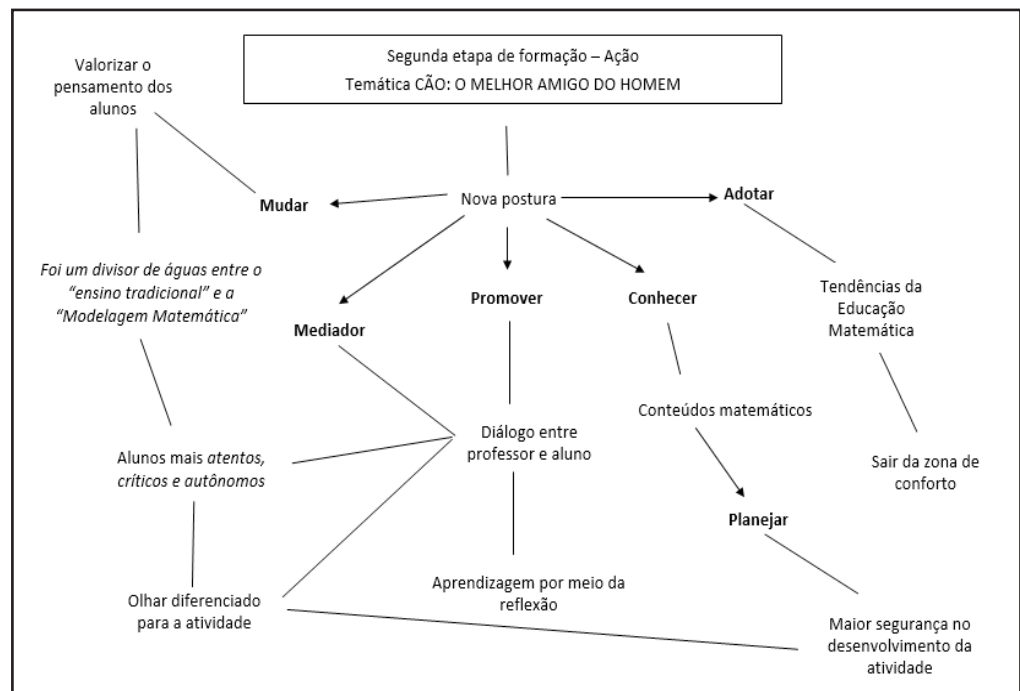 Segunda etapa de formação – Ação
Temática CÃO: O MELHOR AMIGO DO HOMEM
Valorizar o
pensamento dos
alunos
Mudar
Nova postura
Adotar
Foi um divisor de águas entre o
“ensino tradicional” e a
“Modelagem Matemática”
Mediador
Promover
Conhecer
Tendências da
Educação
Matemática
Alunos mais atentos,
críticos e autônomos
Diálogo entre
professor e aluno
Conteúdos matemáticos
Sair da zona de
conforto
Planejar
Olhar diferenciado
para a atividade
Aprendizagem por meio da
reflexão
Maior segurança no
desenvolvimento da
atividade